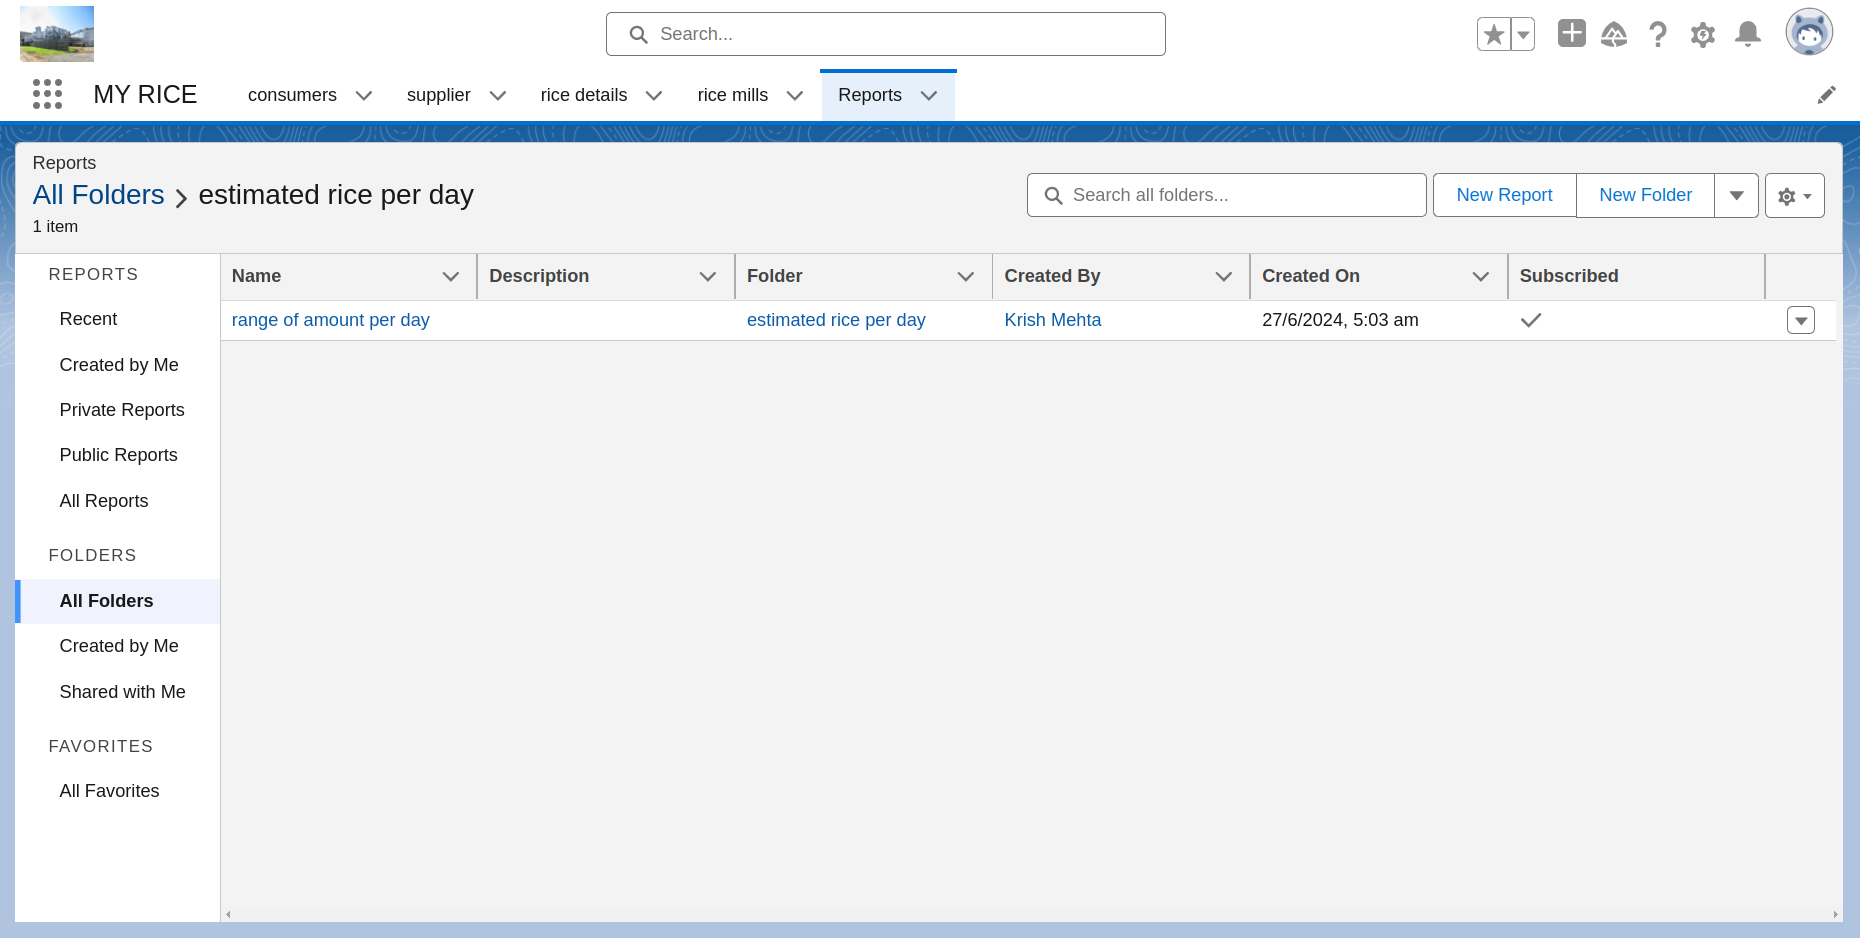 Search...
MY RICE
consumers
supplier
rice details
rice mills
Reports
Reports
All Folders > estimated rice per day
1 item
Search all folders...
New Report
New Folder
REPORTS
Recent
Created by Me
Private Reports
Public Reports
All Reports
FOLDERS
All Folders
Created by Me
Shared with Me
FAVORITES
All Favorites
Name
Description
Folder
Created By
Created On
Subscribed
range of amount per day
estimated rice per day
Krish Mehta
27/6/2024, 5:03 am